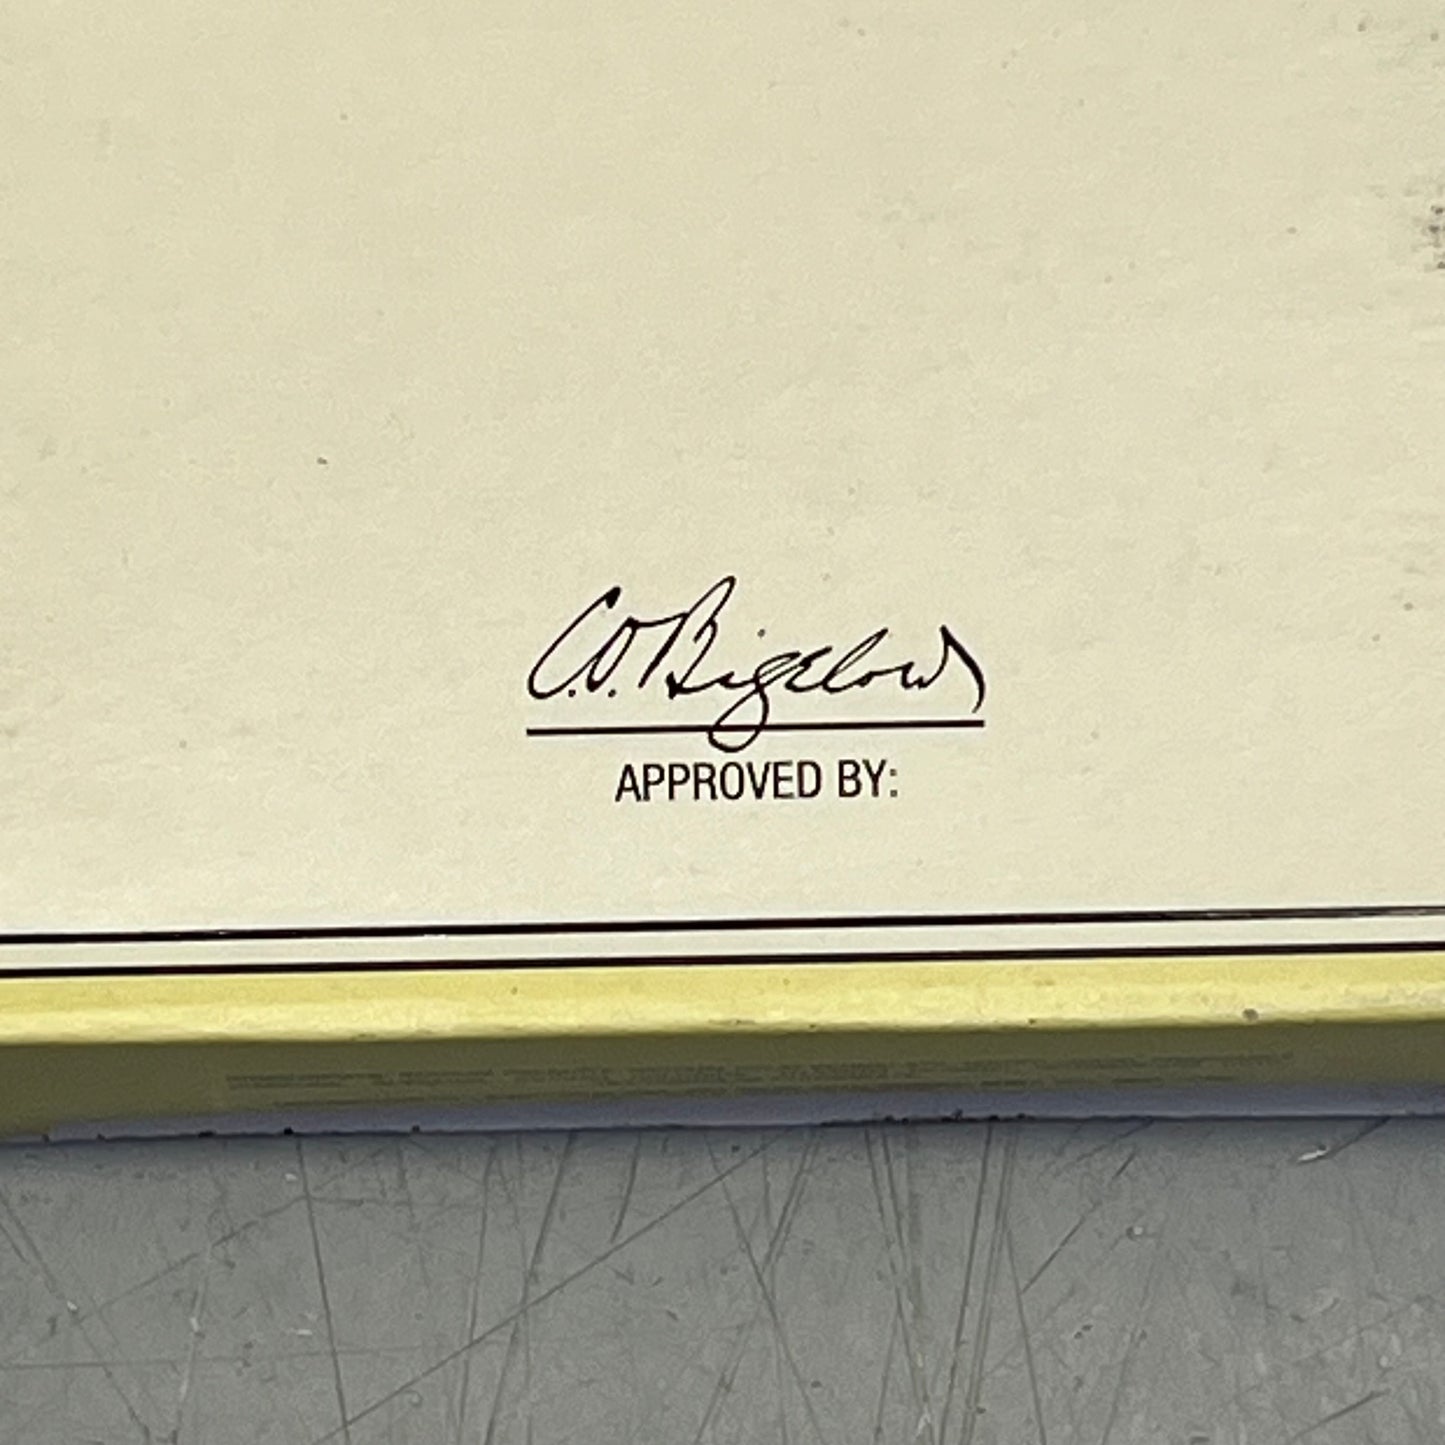 C.O. Bigelow
APPROVED BY: